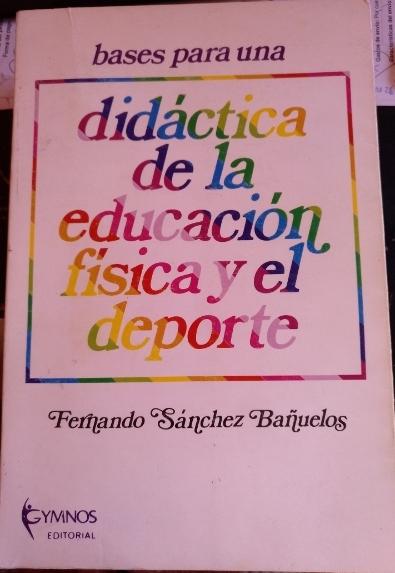 bases para una
didáctica
de la
educación
física y el
deporte
Fernando Sánchez Bañuelos
GYMNOS
EDITORIAL